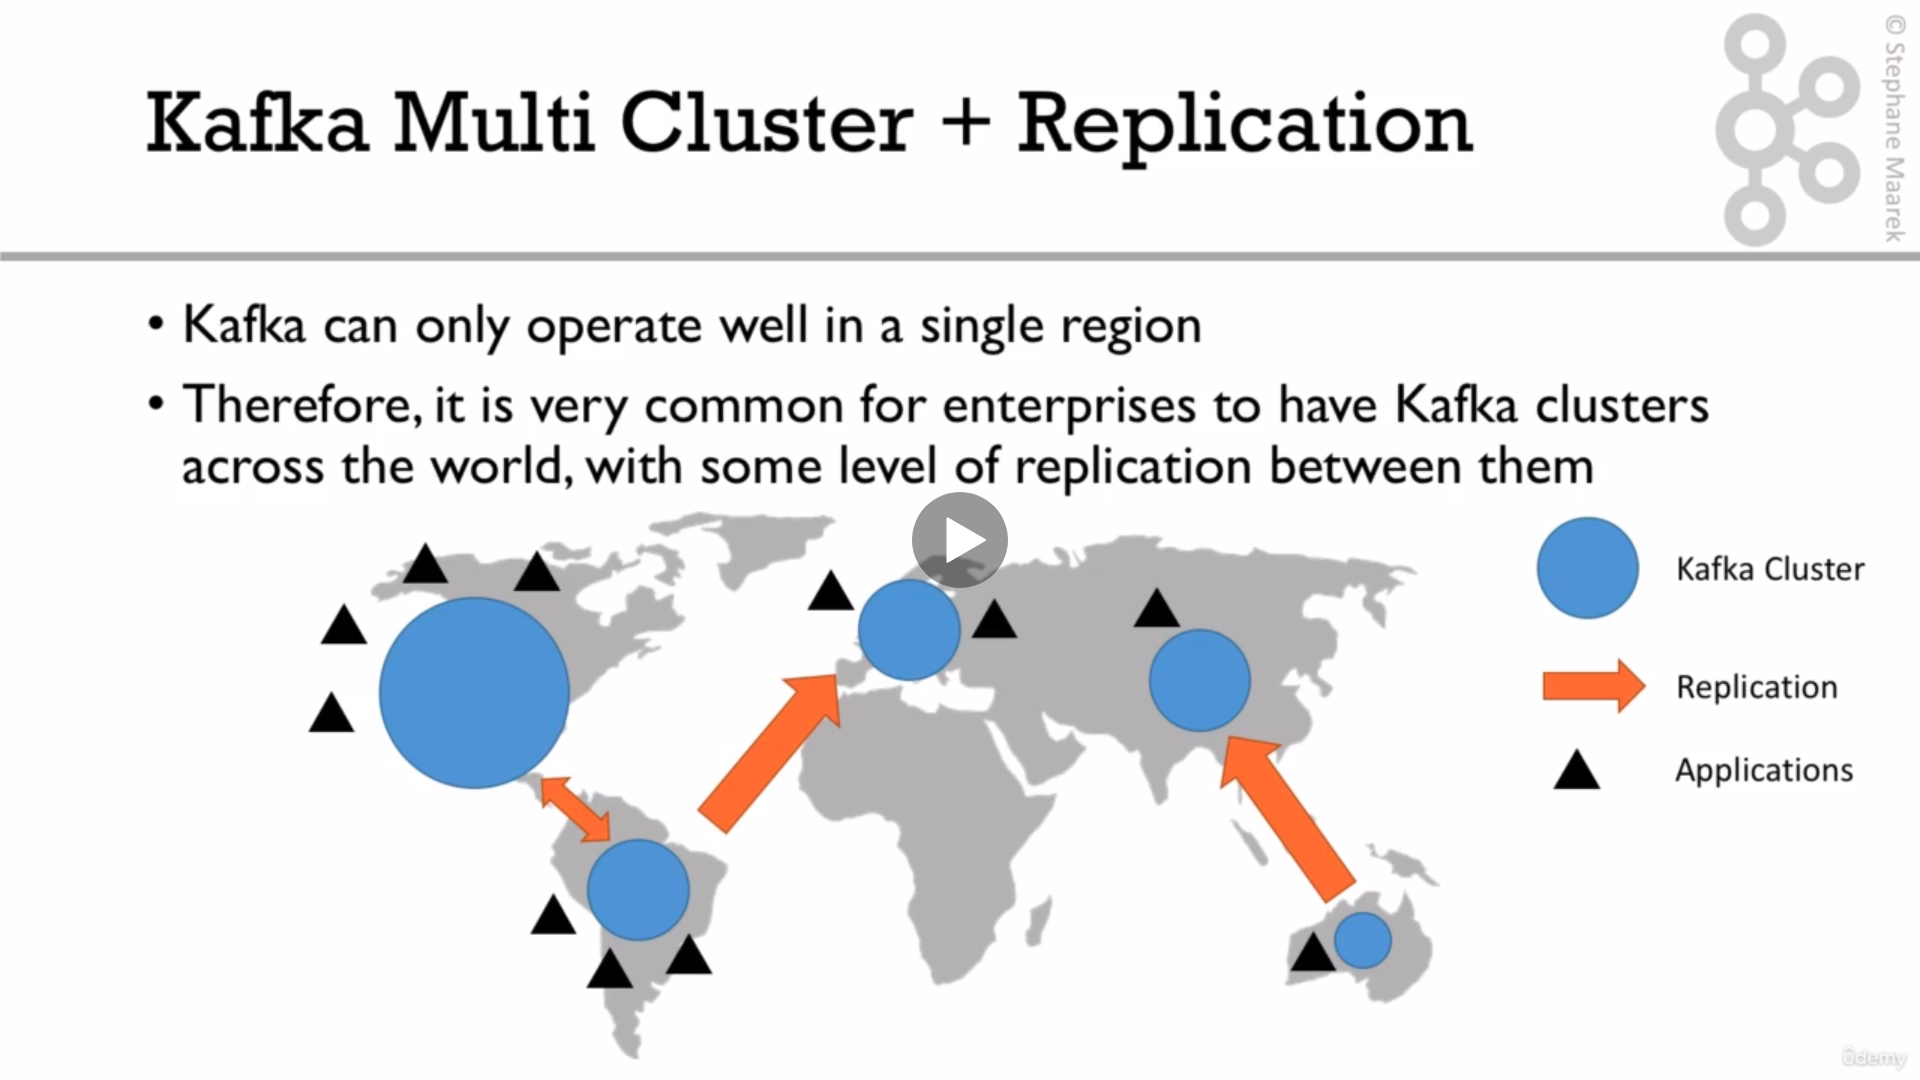 Kafka Multi Cluster + Replication
© Stephane Maarek
• Kafka can only operate well in a single region
• Therefore, it is very common for enterprises to have Kafka clusters
across the world, with some level of replication between them
Kafka Cluster
Replication
Applications
ûdemy